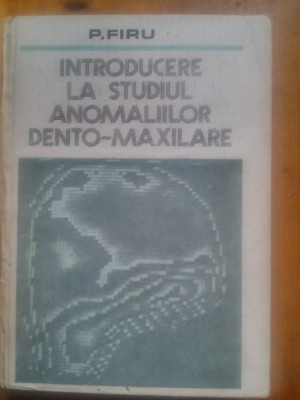 P. FIRU
INTRODUCERE
LA STUDIUL
ANOMALIILOR
DENTO-MAXILARE